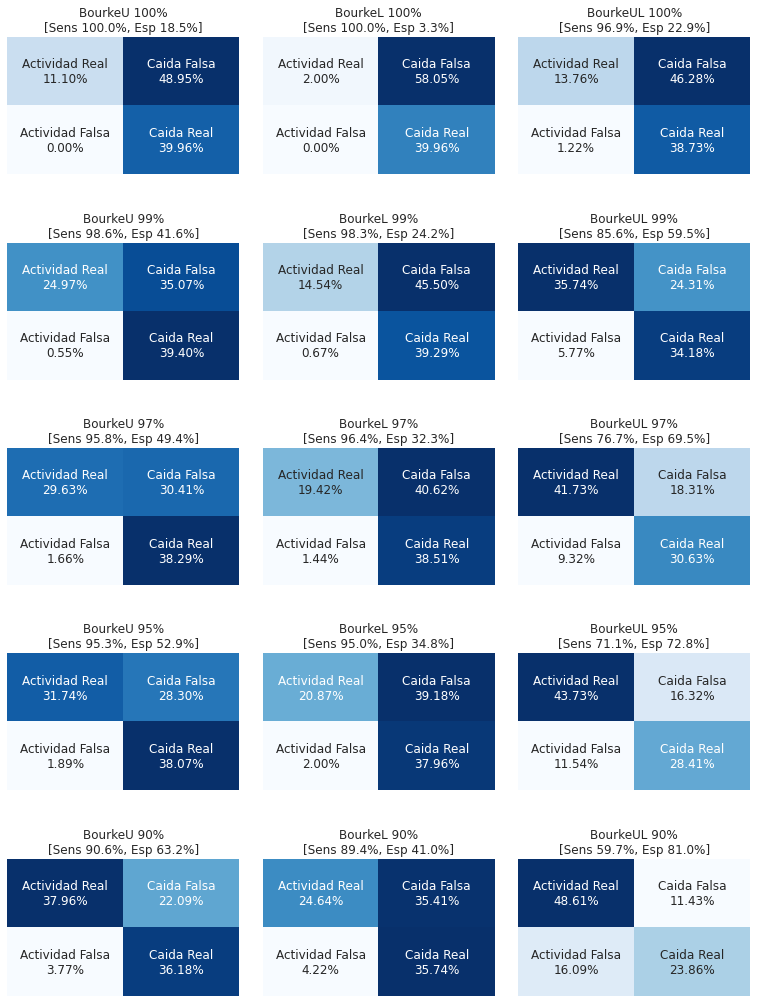 BourkeU 100%
[Sens 100.0%, Esp 18.5%]
Actividad Real
11.10%
Caida Falsa
48.95%
Actividad Falsa
0.00%
Caida Real
39.96%
BourkeL 100%
[Sens 100.0%, Esp 3.3%]
Actividad Real
2.00%
Caida Falsa
58.05%
Actividad Falsa
0.00%
Caida Real
39.96%
BourkeUL 100%
[Sens 96.9%, Esp 22.9%]
Actividad Real
13.76%
Caida Falsa
46.28%
Actividad Falsa
1.22%
Caida Real
38.73%
BourkeU 99%
[Sens 98.6%, Esp 41.6%]
Actividad Real
24.97%
Caida Falsa
35.07%
Actividad Falsa
0.55%
Caida Real
39.40%
BourkeL 99%
[Sens 98.3%, Esp 24.2%]
Actividad Real
14.54%
Caida Falsa
45.50%
Actividad Falsa
0.67%
Caida Real
39.29%
BourkeUL 99%
[Sens 85.6%, Esp 59.5%]
Actividad Real
35.74%
Caida Falsa
24.31%
Actividad Falsa
5.77%
Caida Real
34.18%
BourkeU 97%
[Sens 95.8%, Esp 49.4%]
Actividad Real
29.63%
Caida Falsa
30.41%
Actividad Falsa
1.66%
Caida Real
38.29%
BourkeL 97%
[Sens 96.4%, Esp 32.3%]
Actividad Real
19.42%
Caida Falsa
40.62%
Actividad Falsa
1.44%
Caida Real
38.51%
BourkeUL 97%
[Sens 76.7%, Esp 69.5%]
Actividad Real
41.73%
Caida Falsa
18.31%
Actividad Falsa
9.32%
Caida Real
30.63%
BourkeU 95%
[Sens 95.3%, Esp 52.9%]
Actividad Real
31.74%
Caida Falsa
28.30%
Actividad Falsa
1.89%
Caida Real
38.07%
BourkeL 95%
[Sens 95.0%, Esp 34.8%]
Actividad Real
20.87%
Caida Falsa
39.18%
Actividad Falsa
2.00%
Caida Real
37.96%
BourkeUL 95%
[Sens 71.1%, Esp 72.8%]
Actividad Real
43.73%
Caida Falsa
16.32%
Actividad Falsa
11.54%
Caida Real
28.41%
BourkeU 90%
[Sens 90.6%, Esp 63.2%]
Actividad Real
37.96%
Caida Falsa
22.09%
Actividad Falsa
3.77%
Caida Real
36.18%
BourkeL 90%
[Sens 89.4%, Esp 41.0%]
Actividad Real
24.64%
Caida Falsa
35.41%
Actividad Falsa
4.22%
Caida Real
35.74%
BourkeUL 90%
[Sens 59.7%, Esp 81.0%]
Actividad Real
48.61%
Caida Falsa
11.43%
Actividad Falsa
16.09%
Caida Real
23.86%